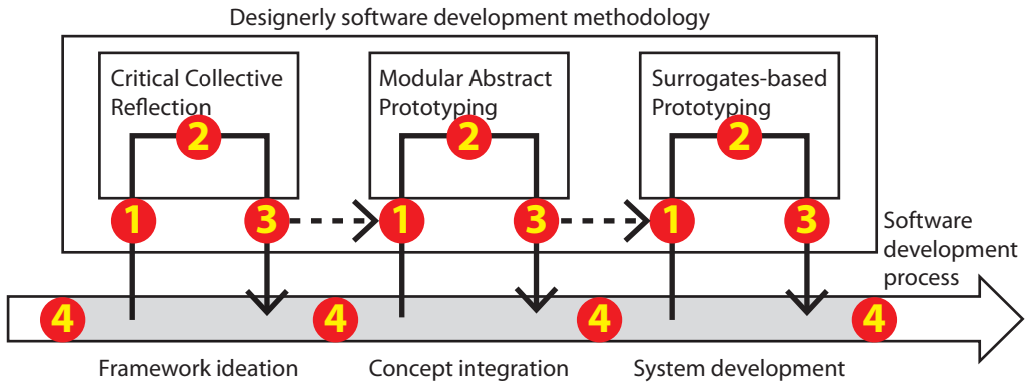 Designerly software development methodology
Critical Collective
Reflection
Modular Abstract
Prototyping
Surrogates-based
Prototyping
2
2
2
1
3
1
3
1
3
Software
development
process
4
4
4
4
Framework ideation
Concept integration
System development